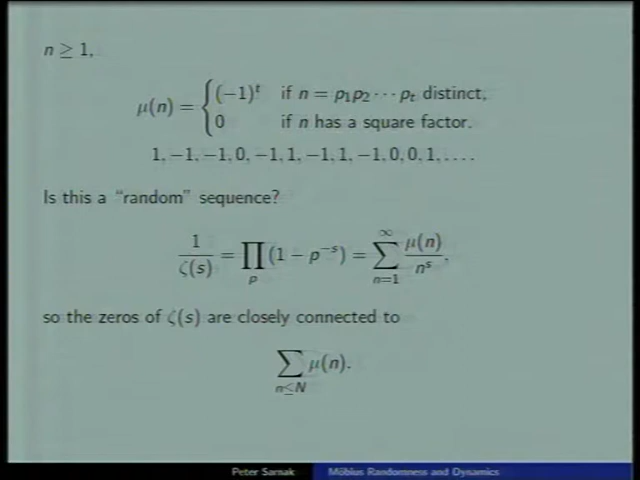 n ≥ 1,
μ(n) = { (−1)^t if n = p₁p₂ ⋯ pₜ distinct,
0 if n has a square factor.
1, −1, −1, 0, −1, 1, −1, 1, −1, 0, 0, 1, ....
Is this a “random” sequence?
1/ζ(s) = ∏_p (1 − p^{−s}) = ∑_{n=1}^{∞} μ(n)/n^s,
so the zeros of ζ(s) are closely connected to
∑_{n≤N} μ(n).
Peter Sarnak Möbius Randomness and Dynamics